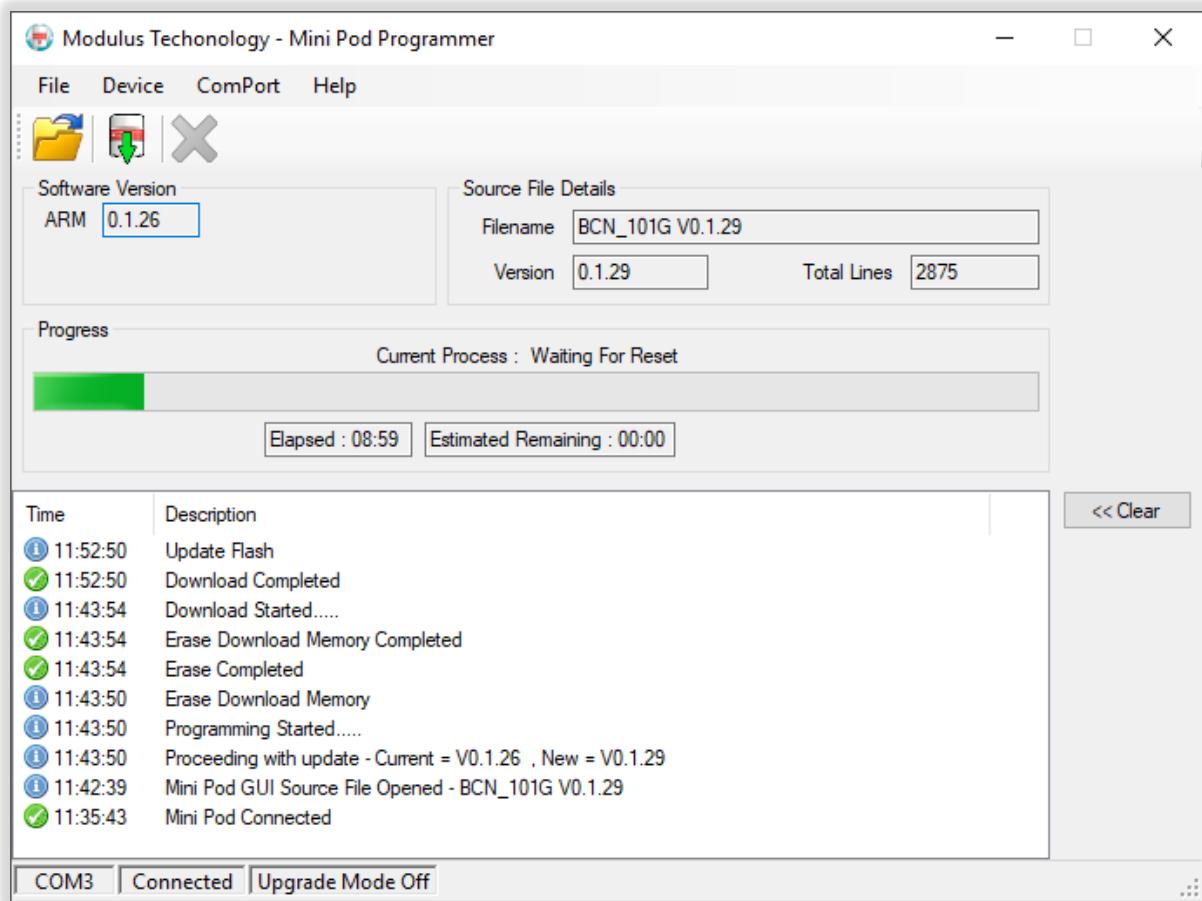 Modulus Techonology - Mini Pod Programmer
File Device ComPort Help
Software Version
ARM 0.1.26
Source File Details
Filename BCN_101G V0.1.29
Version 0.1.29 Total Lines 2875
Progress
Current Process : Waiting For Reset
Elapsed : 08:59 Estimated Remaining : 00:00
Time Description
11:52:50 Update Flash
11:52:50 Download Completed
11:43:54 Download Started.....
11:43:54 Erase Download Memory Completed
11:43:54 Erase Completed
11:43:50 Erase Download Memory
11:43:50 Programming Started.....
11:43:50 Proceeding with update - Current = V0.1.26 , New = V0.1.29
11:42:39 Mini Pod GUI Source File Opened - BCN_101G V0.1.29
11:35:43 Mini Pod Connected
<< Clear
COM3 Connected Upgrade Mode Off